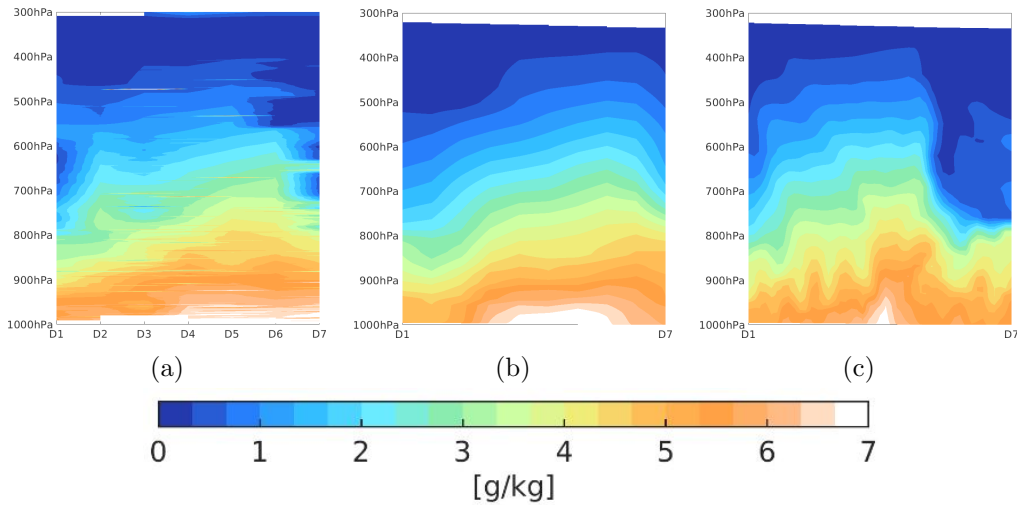 300hPa
400hPa
500hPa
600hPa
700hPa
800hPa
900hPa
1000hPa
D1 D2 D3 D4 D5 D6 D7
(a)
300hPa
400hPa
500hPa
600hPa
700hPa
800hPa
900hPa
1000hPa
D1 D7
(b)
300hPa
400hPa
500hPa
600hPa
700hPa
800hPa
900hPa
1000hPa
D1 D7
(c)
0 1 2 3 4 5 6 7
[g/kg]